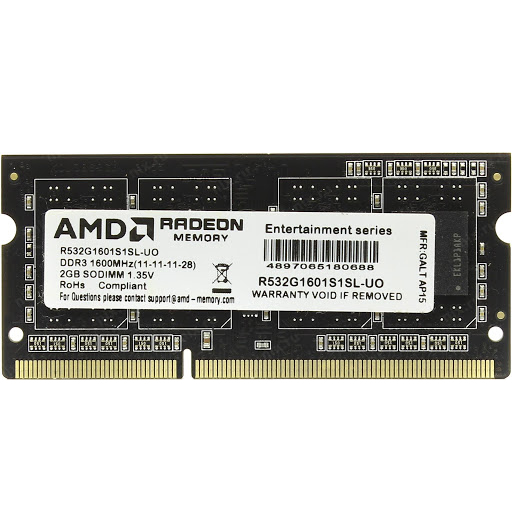 AMD RADEON
MEMORY
R532G1601S1SL-UO
DDR3 1600MHz(11-11-11-28)
2GB SODIMM 1.35V
RoHs Compliant
For Questions please contact support@amd-memory.com
Entertainment series
4897065180688
R532G1601S1SL-UO
WARRANTY VOID IF REMOVED
MFR:GALT AP15